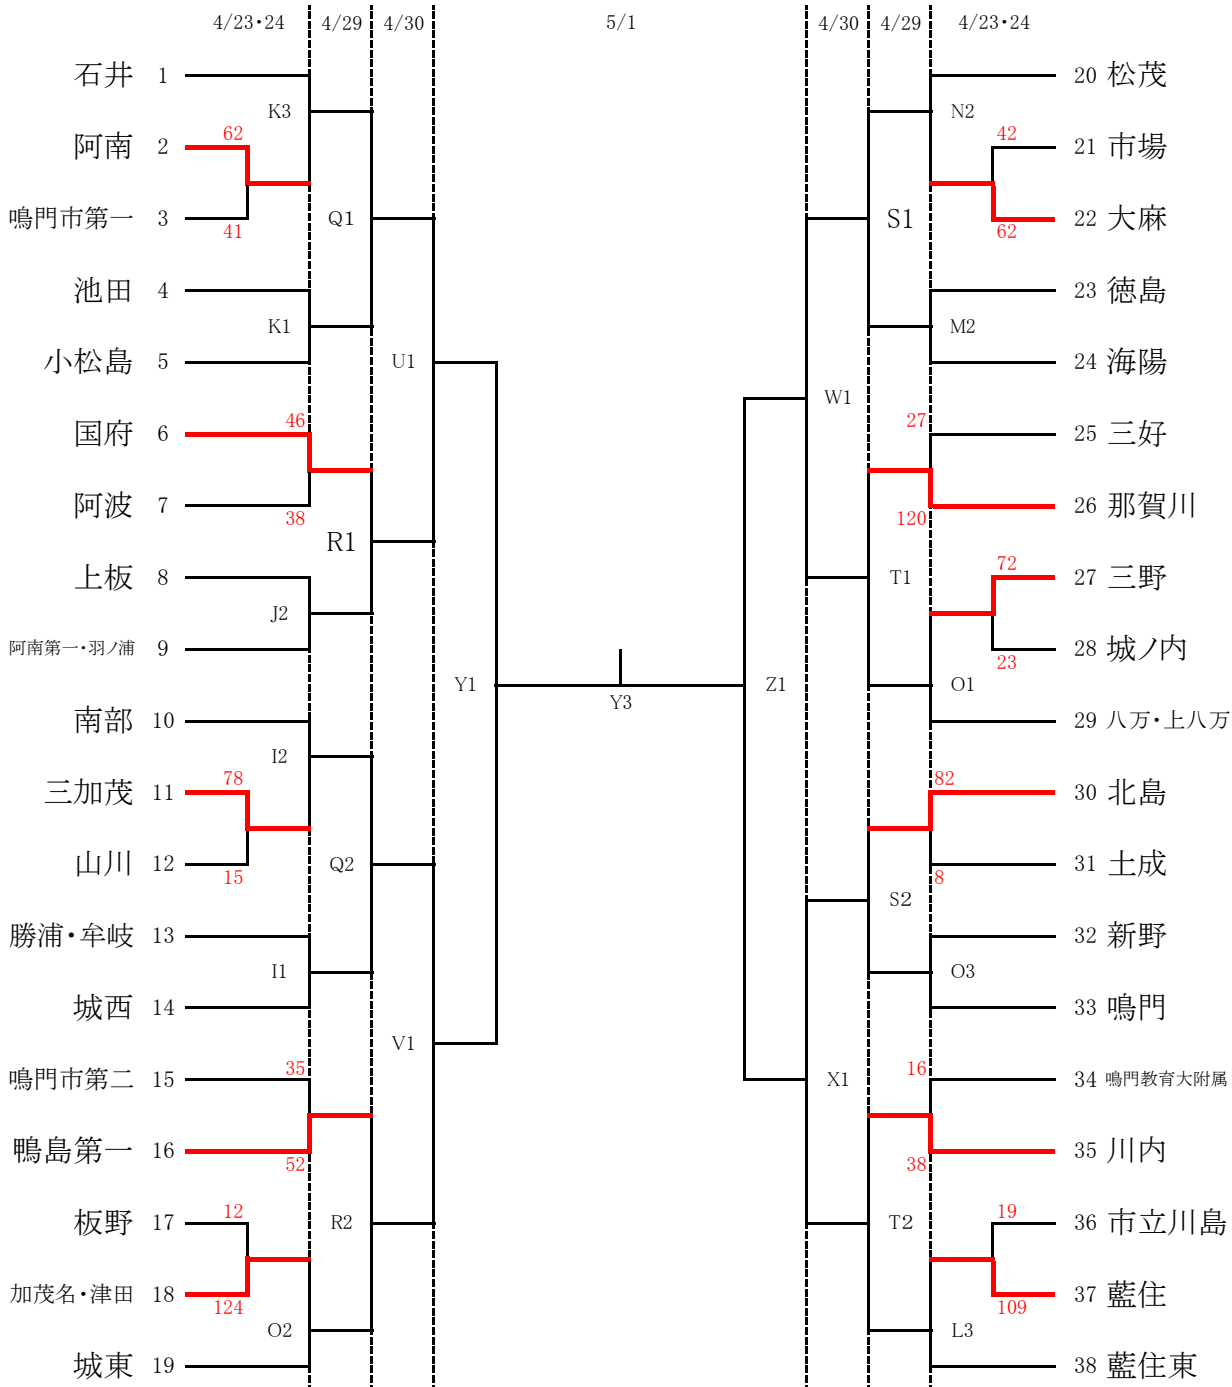 4/23・24 4/29 4/30 5/1 4/30 4/29 4/23・24
石井 1
20 松茂
K3
N2
阿南 2 62
42 21 市場
鳴門市第一 3 41
Q1
S1
62 22 大麻
池田 4
23 徳島
K1
M2
小松島 5
U1
24 海陽
W1
国府 6 46
27 25 三好
阿波 7 38
120 26 那賀川
R1
上板 8
T1
72 27 三野
J2
阿南第一・羽ノ浦 9
23 28 城ノ内
Y1
Y3
Z1
O1
南部 10
29 八万・上八万
I2
三加茂 11 78
82 30 北島
山川 12 15
Q2
8 31 土成
S2
勝浦・牟岐 13
32 新野
I1
O3
城西 14
33 鳴門
V1
鳴門市第二 15 35
X1
16 34 鳴門教育大附属
鴨島第一 16 52
38 35 川内
板野 17 12
R2
T2
19 36 市立川島
加茂名・津田 18 124
109 37 藍住
O2
L3
城東 19
38 藍住東